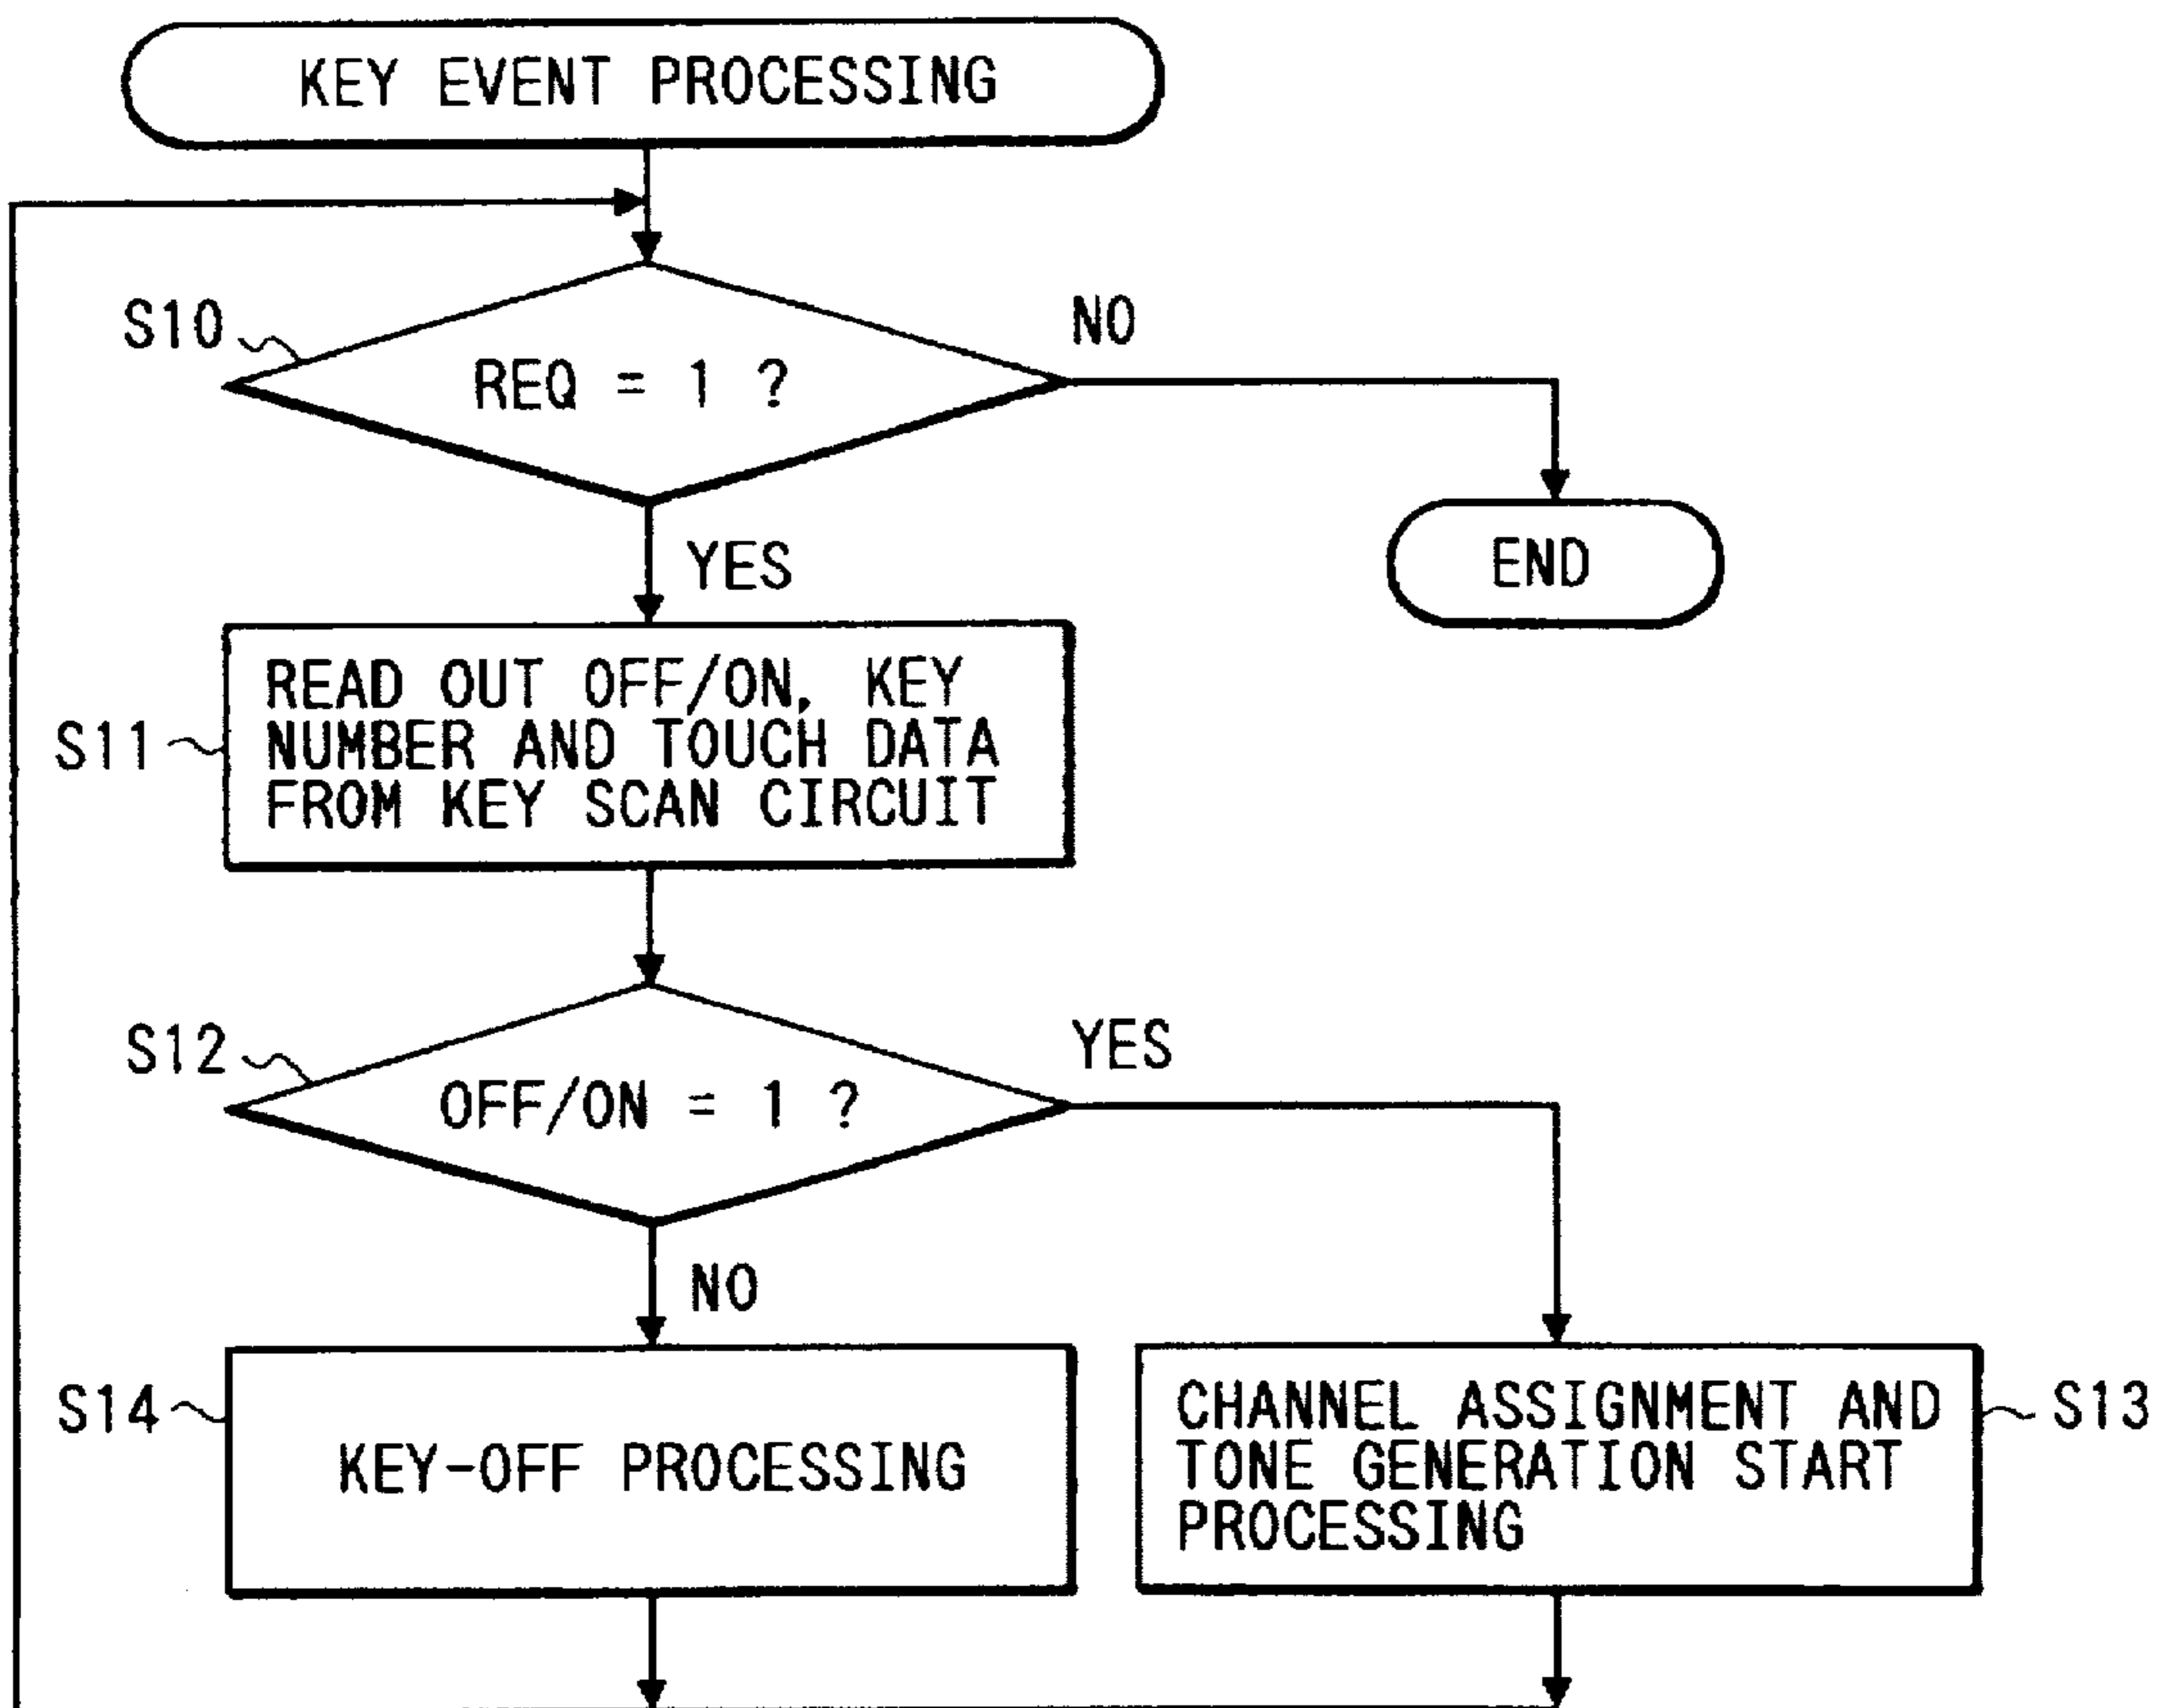 KEY EVENT PROCESSING
S10
REQ = 1 ?
NO
YES
END
S11
READ OUT OFF/ON, KEY
NUMBER AND TOUCH DATA
FROM KEY SCAN CIRCUIT
S12
OFF/ON = 1 ?
YES
NO
S14
KEY-OFF PROCESSING
CHANNEL ASSIGNMENT AND
TONE GENERATION START
PROCESSING
S13